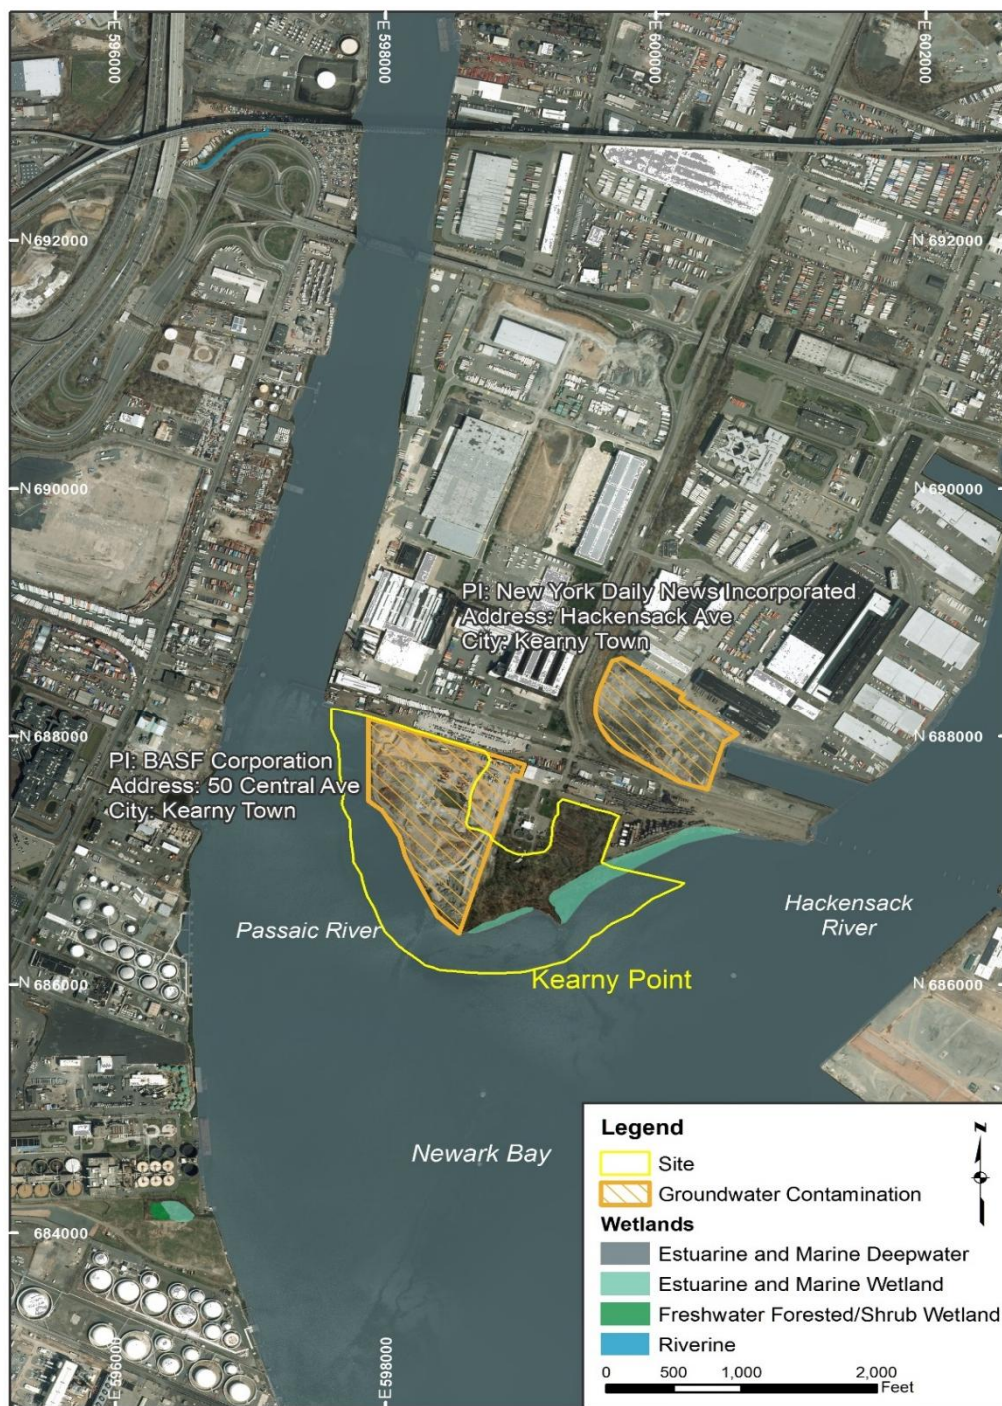 E 596000
E 598000
E 600000
E 602000
N 692000
N 692000
N 690000
N 690000
PI: New York Daily News Incorporated
Address: Hackensack Ave
City: Kearny Town
N 688000
N 688000
PI: BASF Corporation
Address: 50 Central Ave
City: Kearny Town
Passaic River
Hackensack
River
Kearny Point
N 686000
N 686000
Newark Bay
N 684000
E 596000
E 598000
Legend
Site
Groundwater Contamination
Wetlands
Estuarine and Marine Deepwater
Estuarine and Marine Wetland
Freshwater Forested/Shrub Wetland
Riverine
0 500 1,000 2,000
Feet
N